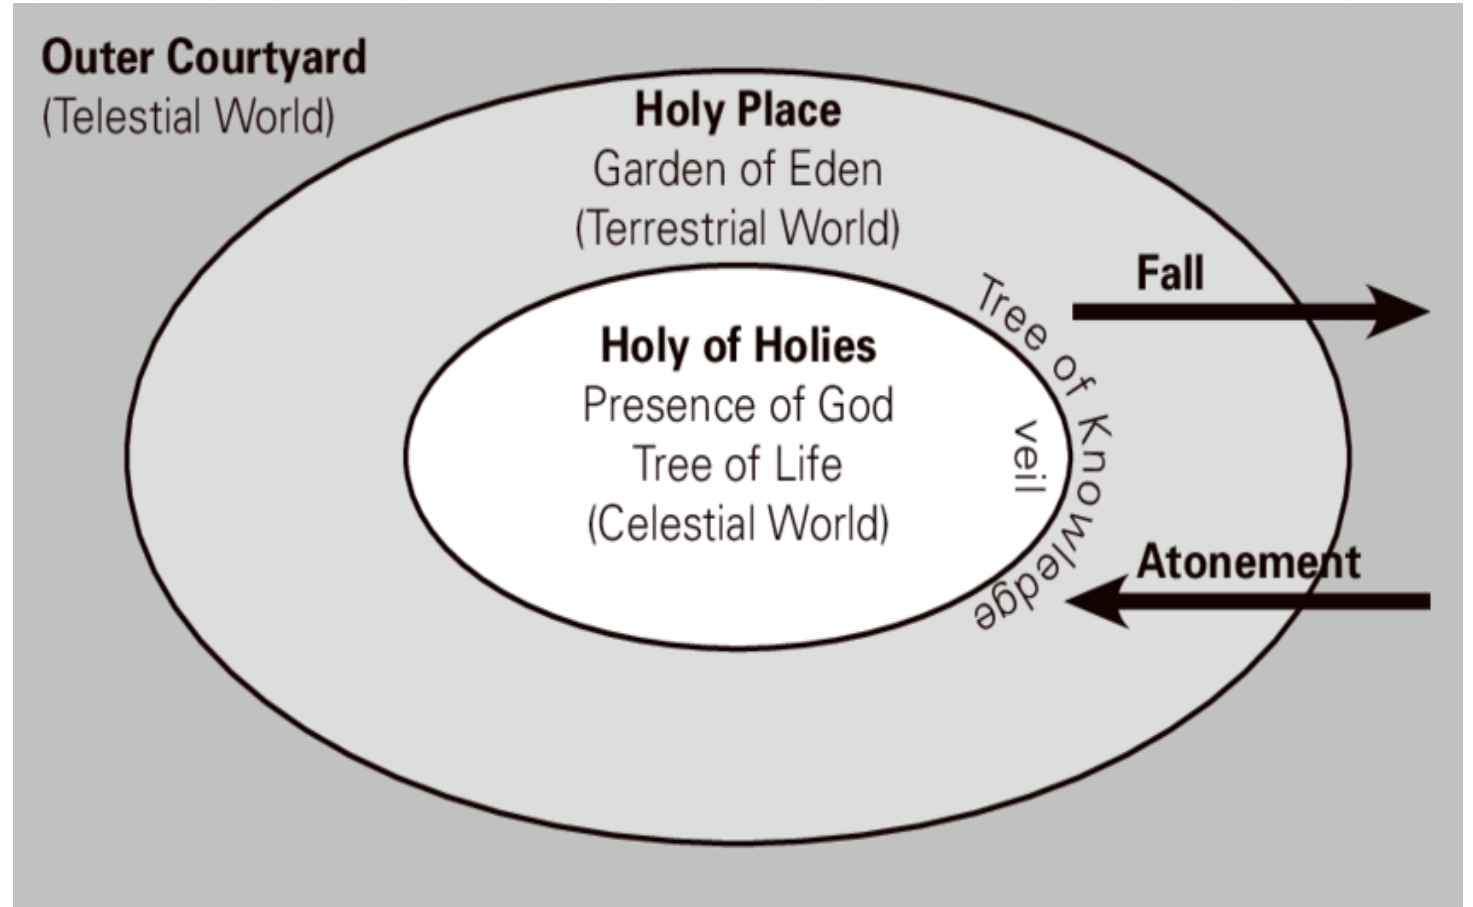 Outer Courtyard
(Telestial World)
Holy Place
Garden of Eden
(Terrestrial World)
Fall
Tree of Knowledge
Holy of Holies
Presence of God
Tree of Life
(Celestial World)
veil
Atonement